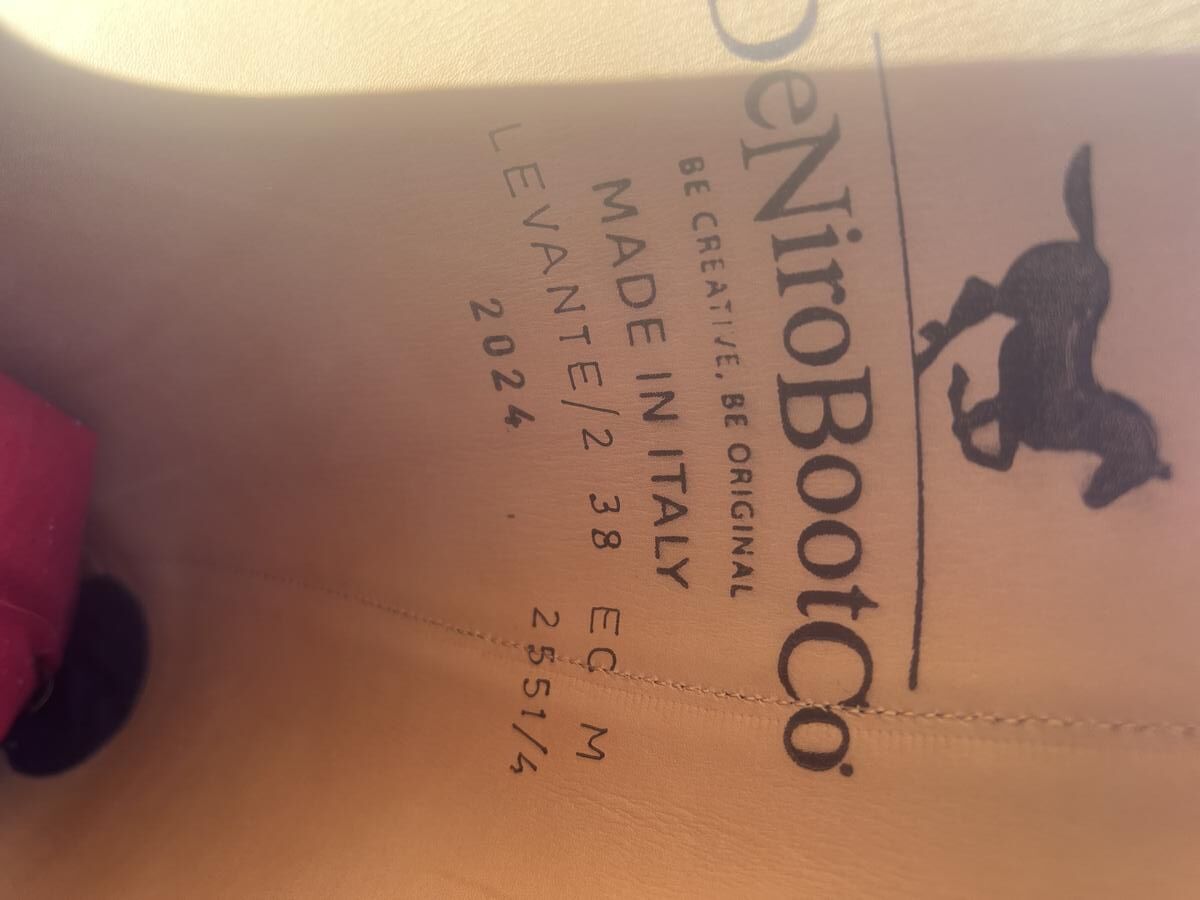 DeNiroBootCo.
BE CREATIVE, BE ORIGINAL
MADE IN ITALY
LEVANTE/2 38 EC M
2024 2551/4